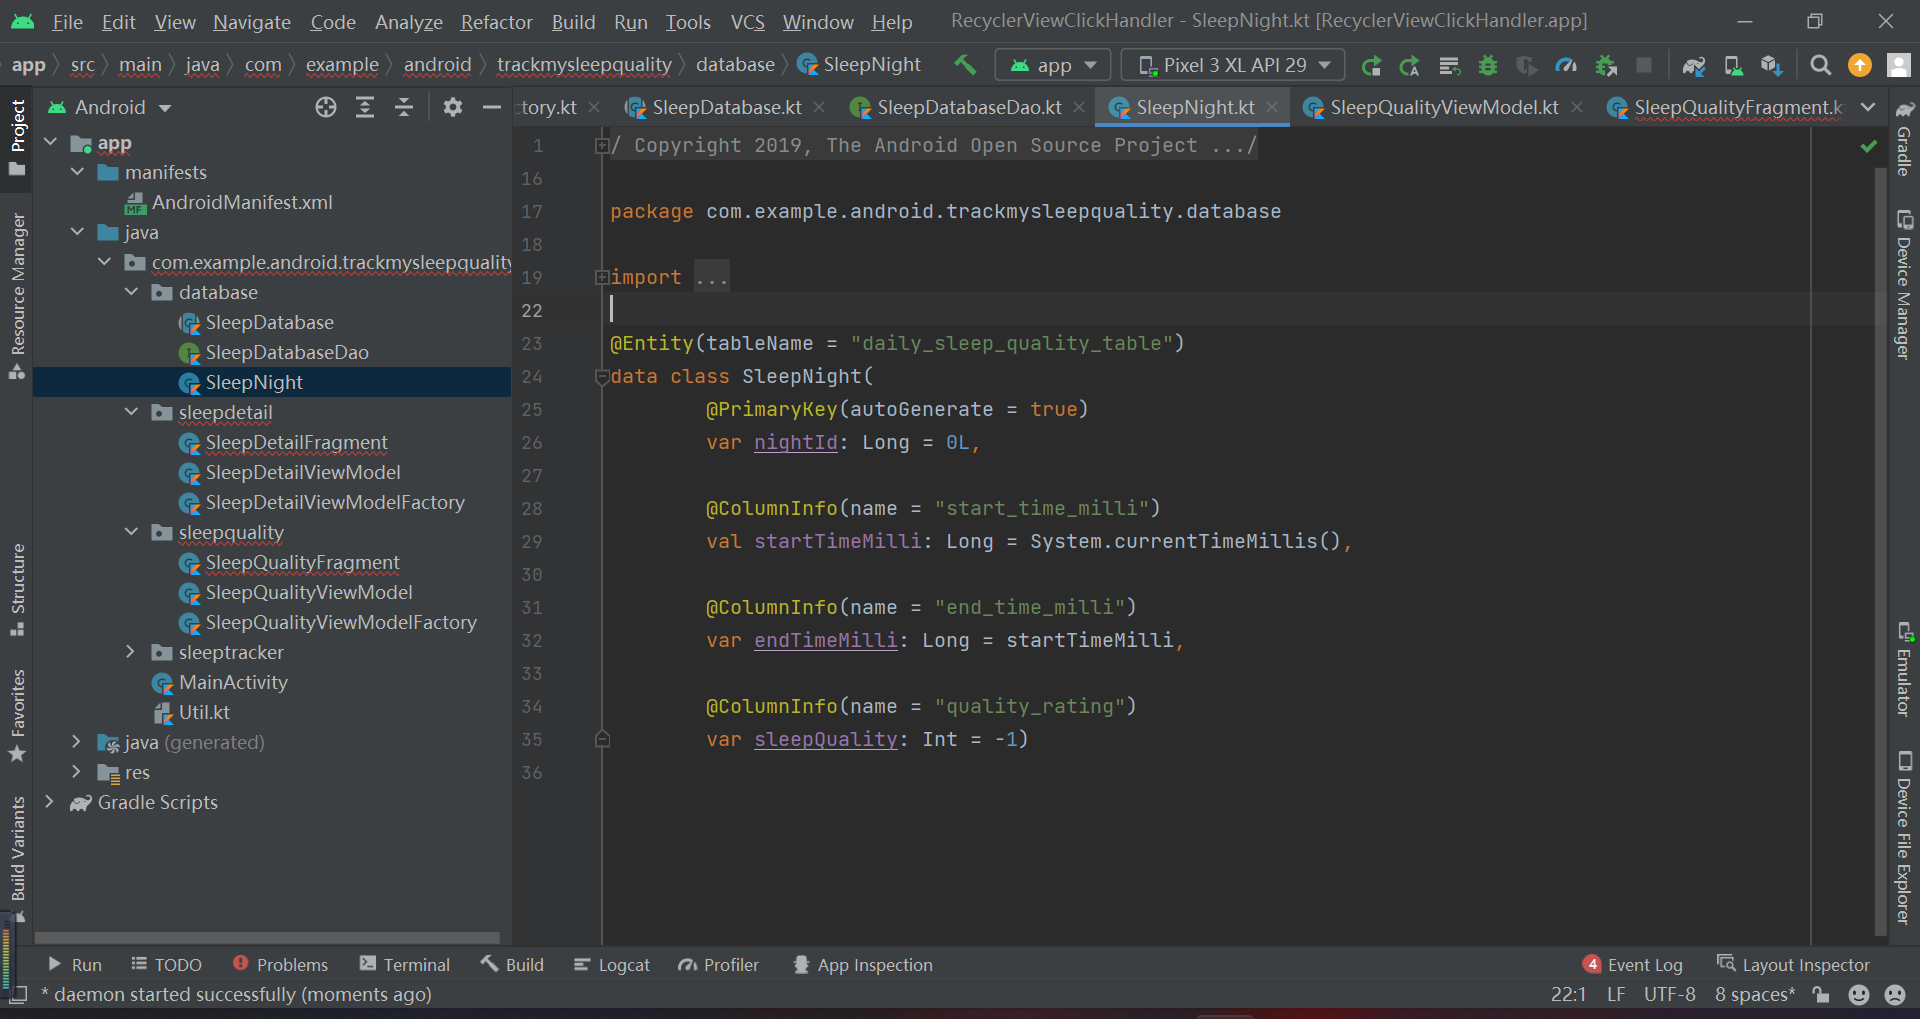 File Edit View Navigate Code Analyze Refactor Build Run Tools VCS Window Help RecyclerViewClickHandler - SleepNight.kt [RecyclerViewClickHandler.app]
app src main java com example android trackmysleepquality database SleepNight app Pixel 3 XL API 29
Android
ctory.kt SleepDatabase.kt SleepDatabaseDao.kt SleepNight.kt SleepQualityViewModel.kt SleepQualityFragment.k
Project
Resource Manager
Structure
Favorites
Build Variants
app
manifests
AndroidManifest.xml
java
com.example.android.trackmysleepquality
database
SleepDatabase
SleepDatabaseDao
SleepNight
sleepdetail
SleepDetailFragment
SleepDetailViewModel
SleepDetailViewModelFactory
sleepquality
SleepQualityFragment
SleepQualityViewModel
SleepQualityViewModelFactory
sleeptracker
MainActivity
Util.kt
java (generated)
res
Gradle Scripts
1 / Copyright 2019, The Android Open Source Project .../
16
17 package com.example.android.trackmysleepquality.database
18
19 import ...
22
23 @Entity(tableName = "daily_sleep_quality_table")
24 data class SleepNight(
25 @PrimaryKey(autoGenerate = true)
26 var nightId: Long = 0L,
27
28 @ColumnInfo(name = "start_time_milli")
29 val startTimeMilli: Long = System.currentTimeMillis(),
30
31 @ColumnInfo(name = "end_time_milli")
32 var endTimeMilli: Long = startTimeMilli,
33
34 @ColumnInfo(name = "quality_rating")
35 var sleepQuality: Int = -1)
36
Gradle
Device Manager
Emulator
Device File Explorer
Run TODO Problems Terminal Build Logcat Profiler App Inspection 4 Event Log Layout Inspector
* daemon started successfully (moments ago) 22:1 LF UTF-8 8 spaces*